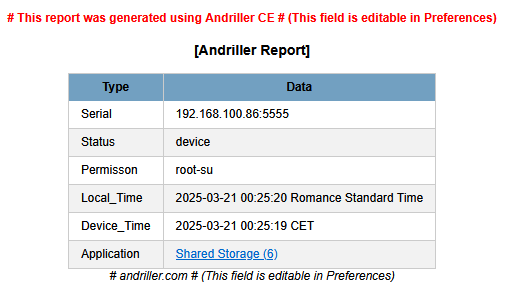 # This report was generated using Andriller CE # (This field is editable in Preferences)
[Andriller Report]
Type Data
Serial 192.168.100.86:5555
Status device
Permisson root-su
Local_Time 2025-03-21 00:25:20 Romance Standard Time
Device_Time 2025-03-21 00:25:19 CET
Application Shared Storage (6)
# andriller.com # (This field is editable in Preferences)